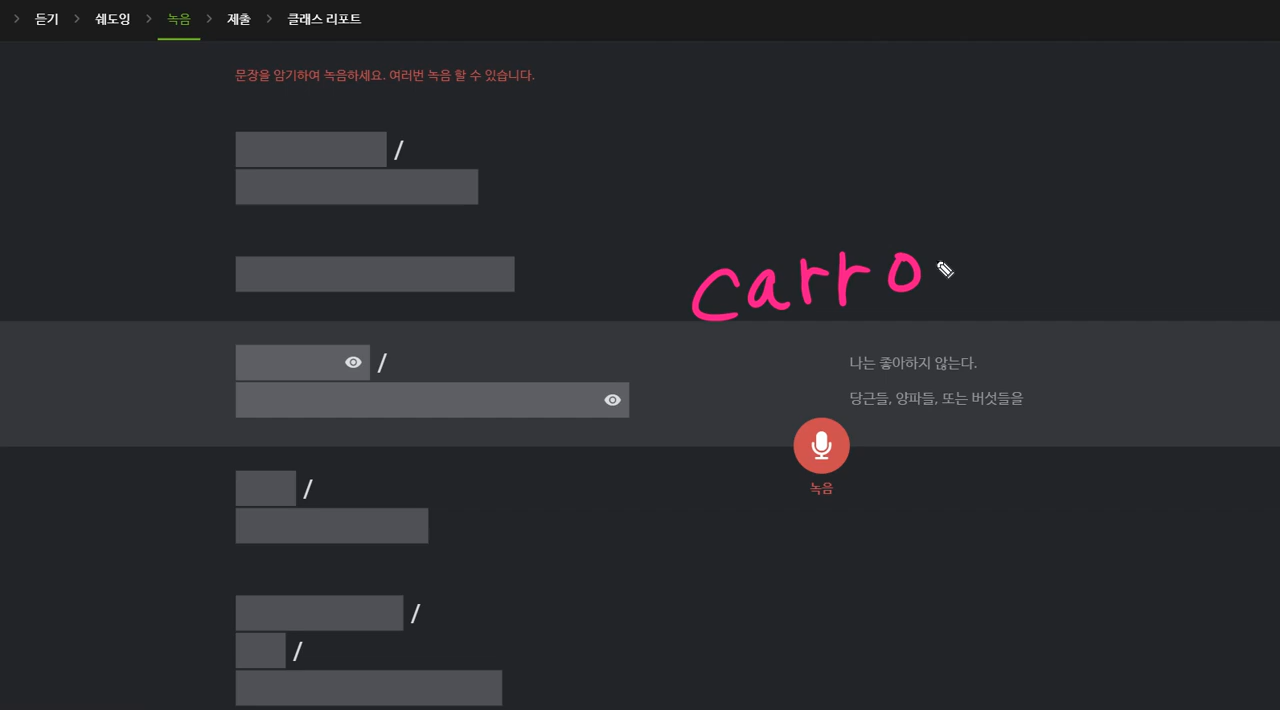 듣기 쉐도잉 녹음 제출 클래스 리포트
문장을 암기하여 녹음하세요. 여러번 녹음 할 수 있습니다.
/
carro
/
나는 좋아하지 않는다.
당근들, 양파들, 또는 버섯들을
녹음
/
/
/